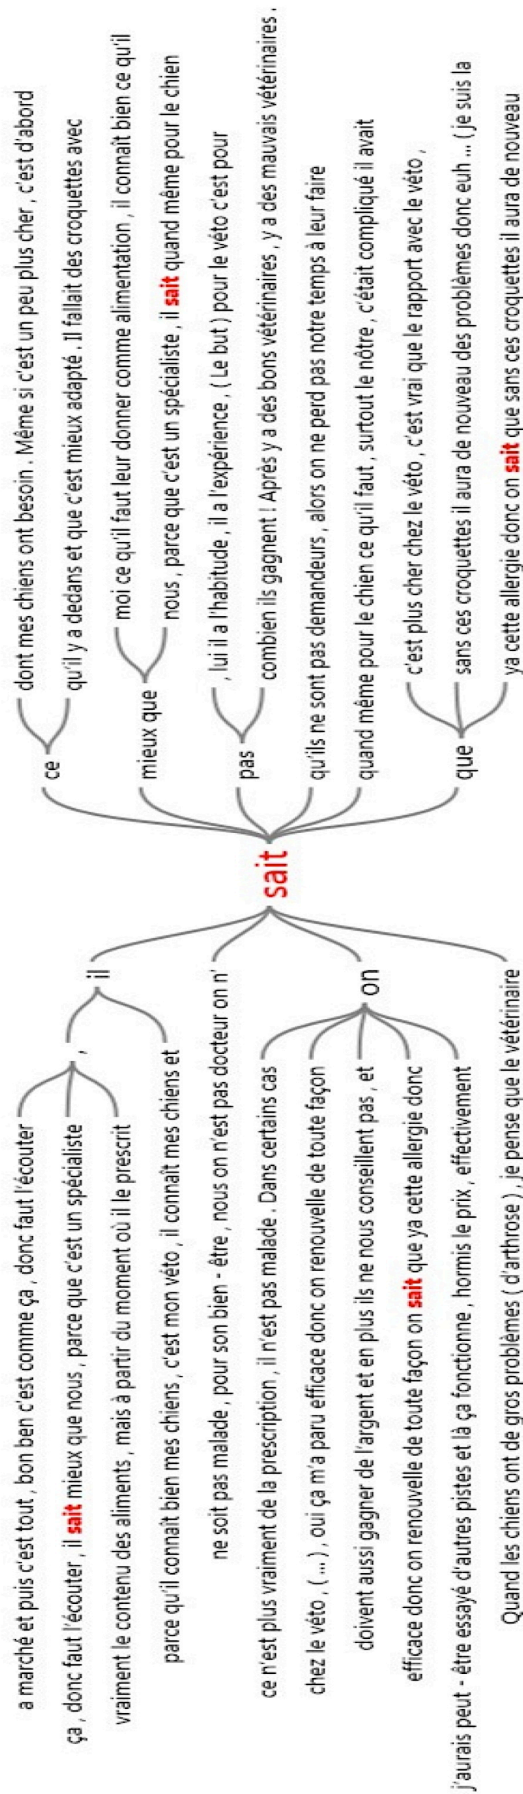 a marché et puis c'est tout , bon ben c'est comme ça , donc faut l'écouter
ça , donc faut l'écouter , il sait mieux que nous , parce que c'est un spécialiste
vraiment le contenu des aliments , mais à partir du moment où il le prescrit
,
parce qu'il connaît bien mes chiens , c'est mon véto , il connaît mes chiens et
il
ne soit pas malade , pour son bien - être , nous on n'est pas docteur on n'
ce n'est plus vraiment de la prescription , il n'est pas malade . Dans certains cas
chez le véto , ( ... ) , oui ça m'a paru efficace donc on renouvelle de toute façon
doivent aussi gagner de l'argent et en plus ils ne nous conseillent pas , et
efficace donc on renouvelle de toute façon on sait que ya cette allergie donc
j'aurais peut - être essayé d'autres pistes et là ça fonctionne , hormis le prix , effectivement
on
Quand les chiens ont de gros problèmes ( d'arthrose ) , je pense que le vétérinaire
sait
ce
dont mes chiens ont besoin . Même si c'est un peu plus cher , c'est d'abord
qu'il y a dedans et que c'est mieux adapté . Il fallait des croquettes avec
mieux que
moi ce qu'il faut leur donner comme alimentation , il connaît bien ce qu'il
nous , parce que c'est un spécialiste , il sait quand même pour le chien
pas
, lui il a l'habitude , il a l'expérience , ( Le but ) pour le véto c'est pour
combien ils gagnent ! Après y a des bons vétérinaires , y a des mauvais vétérinaires .
qu'ils ne sont pas demandeurs , alors on ne perd pas notre temps à leur faire
quand même pour le chien ce qu'il faut , surtout le nôtre , c'était compliqué il avait
que
c'est plus cher chez le véto , c'est vrai que le rapport avec le véto ,
sans ces croquettes il aura de nouveau des problèmes donc euh ... ( je suis la
ya cette allergie donc on sait que sans ces croquettes il aura de nouveau